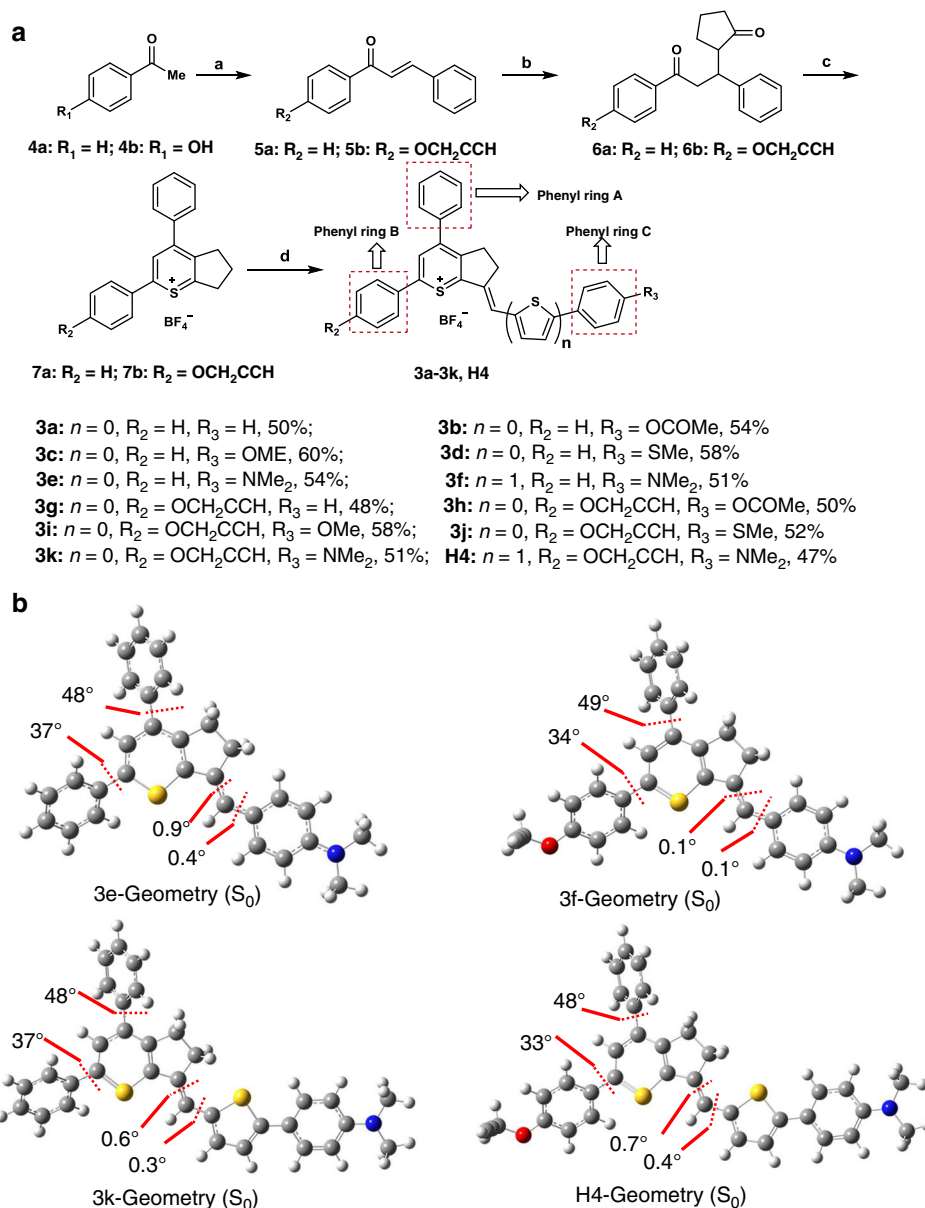 a
O
Me
R1
a
O
R2
b
O
O
R2
c
4a: R1 = H; 4b: R1 = OH
5a: R2 = H; 5b: R2 = OCH2CCH
6a: R2 = H; 6b: R2 = OCH2CCH
Phenyl ring A
Phenyl ring B
Phenyl ring C
d
S
+
R2
BF4−
S
+
R2
BF4−
S
n
R3
7a: R2 = H; 7b: R2 = OCH2CCH
3a-3k, H4
3a: n = 0, R2 = H, R3 = H, 50%;
3b: n = 0, R2 = H, R3 = OCOMe, 54%
3c: n = 0, R2 = H, R3 = OME, 60%;
3d: n = 0, R2 = H, R3 = SMe, 58%
3e: n = 0, R2 = H, R3 = NMe2, 54%;
3f: n = 1, R2 = H, R3 = NMe2, 51%
3g: n = 0, R2 = OCH2CCH, R3 = H, 48%;
3h: n = 0, R2 = OCH2CCH, R3 = OCOMe, 50%
3i: n = 0, R2 = OCH2CCH, R3 = OMe, 58%;
3j: n = 0, R2 = OCH2CCH, R3 = SMe, 52%
3k: n = 0, R2 = OCH2CCH, R3 = NMe2, 51%;
H4: n = 1, R2 = OCH2CCH, R3 = NMe2, 47%
b
48°
37°
0.9°
0.4°
3e-Geometry (S0)
49°
34°
0.1°
0.1°
3f-Geometry (S0)
48°
37°
0.6°
0.3°
3k-Geometry (S0)
48°
33°
0.7°
0.4°
H4-Geometry (S0)